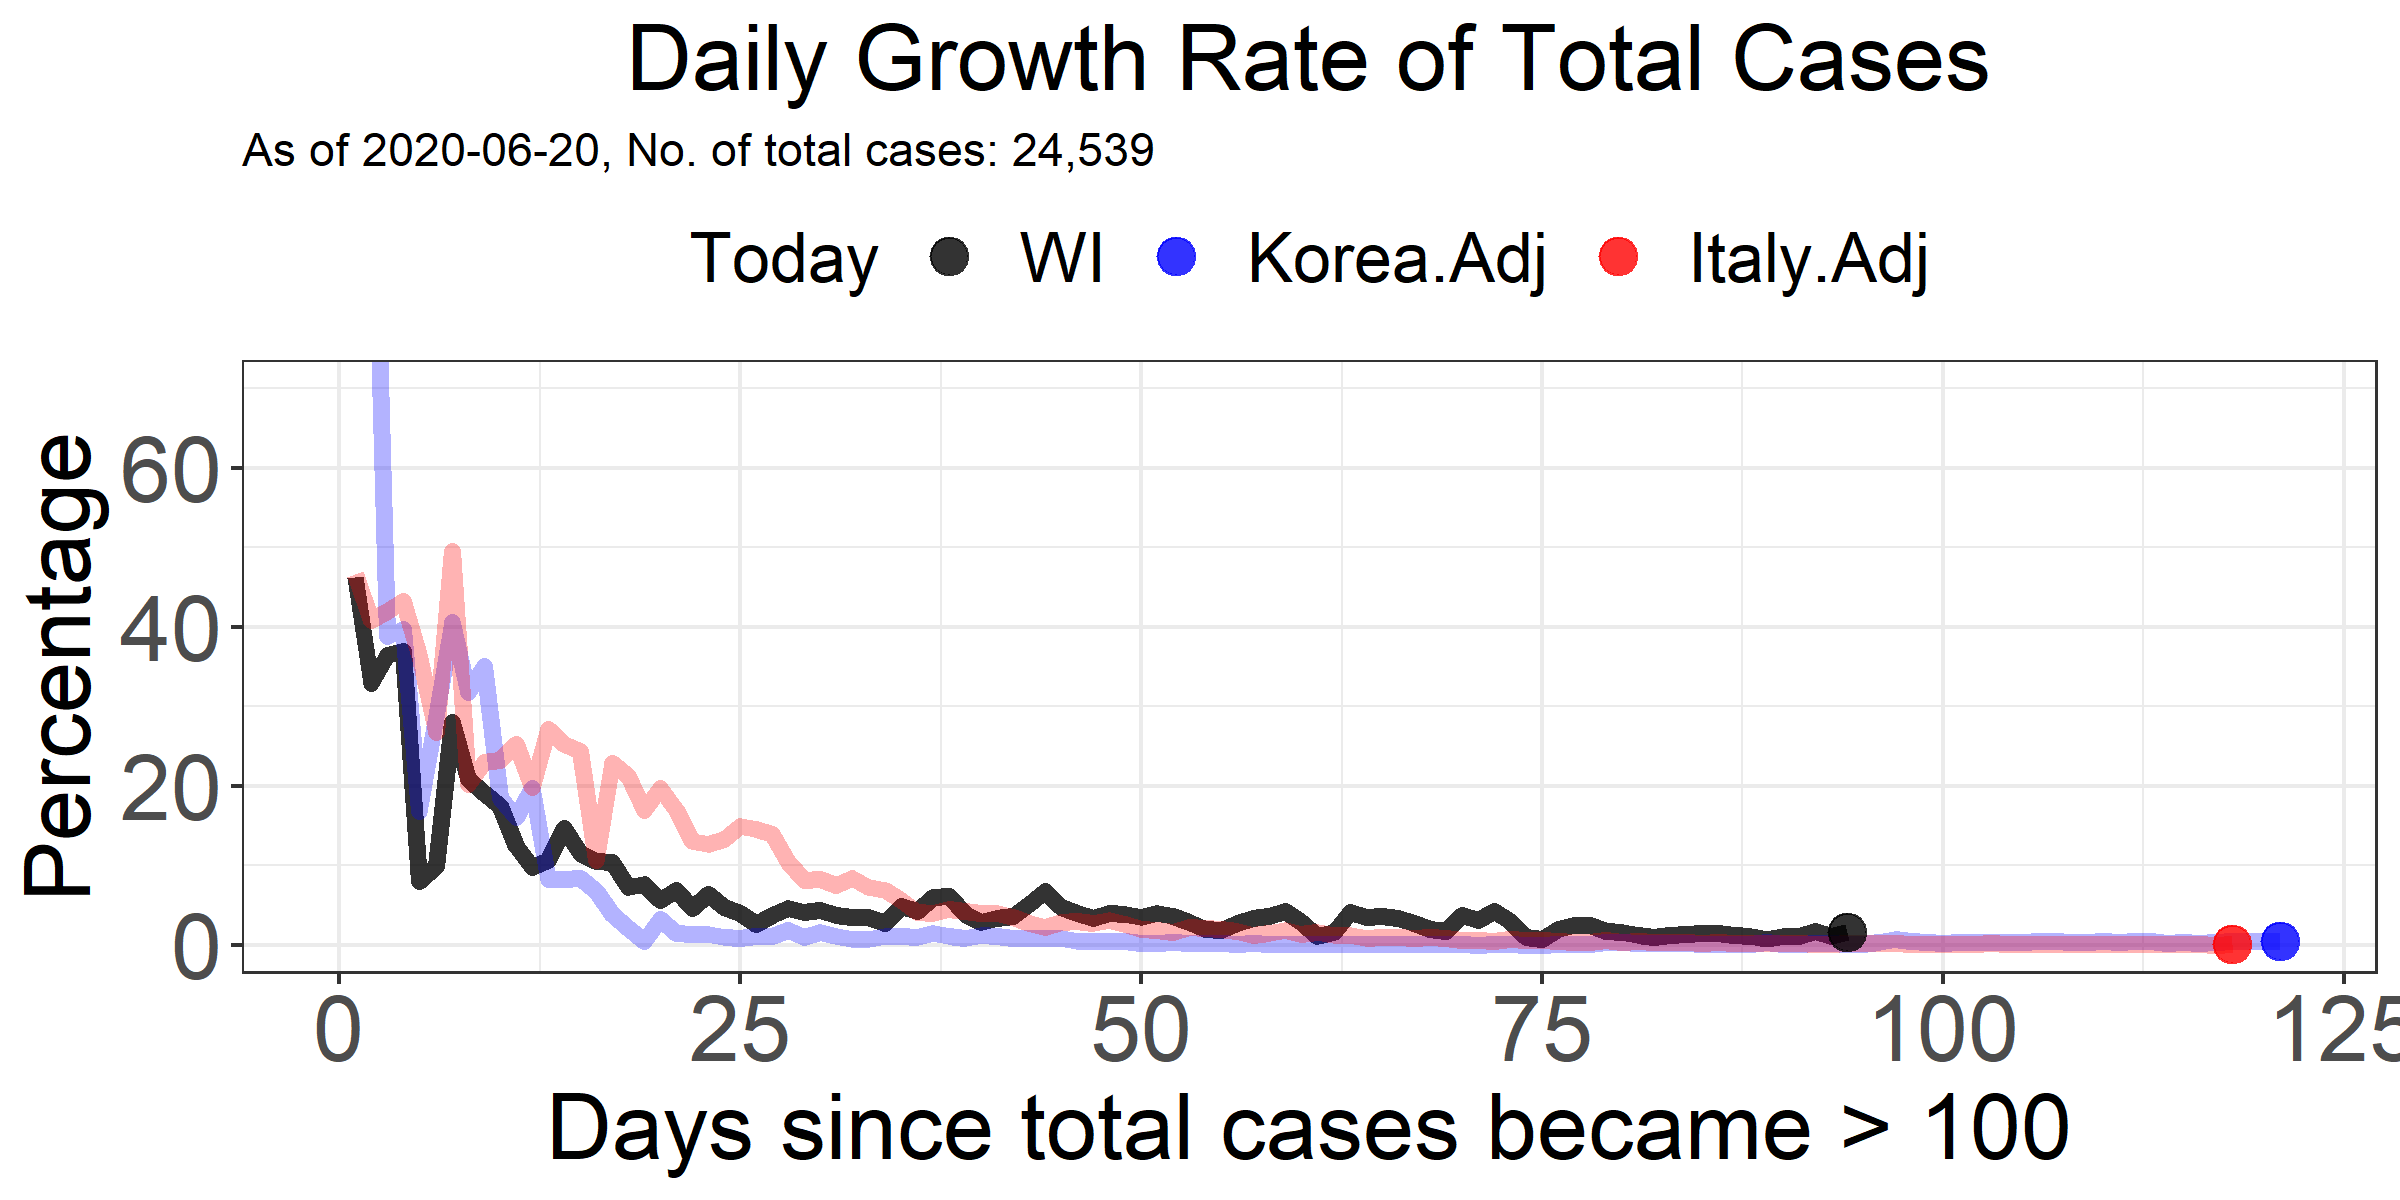 Daily Growth Rate of Total Cases
As of 2020-06-20, No. of total cases: 24,539
Today WI Korea.Adj Italy.Adj
Percentage
60
40
20
0
0 25 50 75 100 125
Days since total cases became > 100